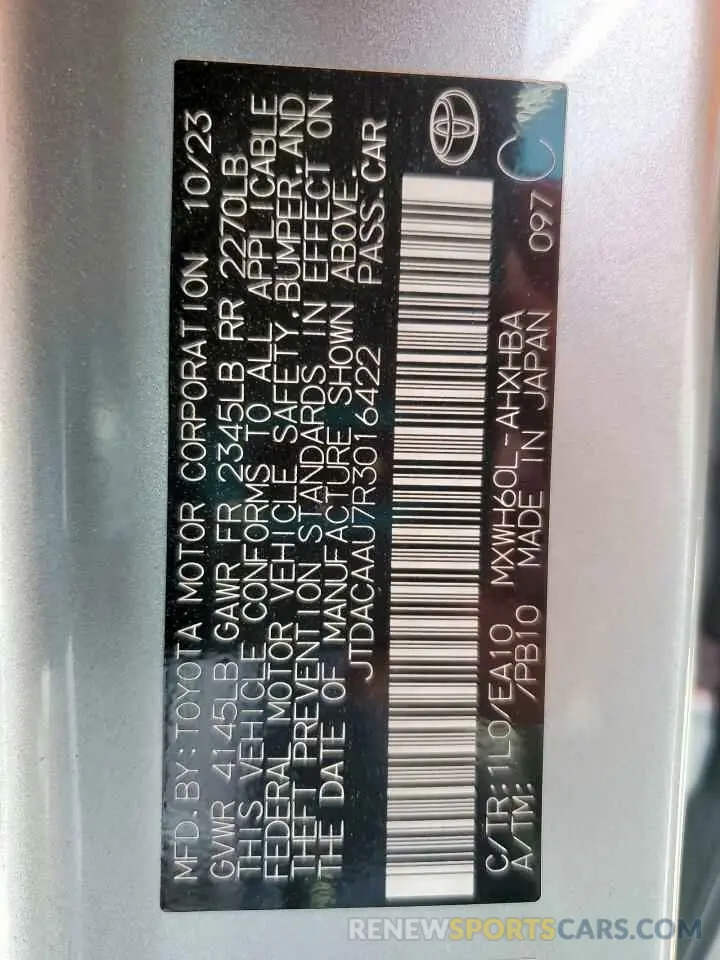 MFD. BY: TOYOTA MOTOR CORPORATION 10/23
GVWR 4145LB GAWR FR 2345LB RR 2270LB
THIS VEHICLE CONFORMS TO ALL APPLICABLE
FEDERAL MOTOR VEHICLE SAFETY, BUMPER, AND
THEFT PREVENTION STANDARDS IN EFFECT ON
THE DATE OF MANUFACTURE SHOWN ABOVE.
JTDACAAU7R3016422 PASS. CAR
C/TR: 1L0/EA10 MXWH60L-AHXHBA
A/TM: /PB10 MADE IN JAPAN 097 C
RENEWSPORTSCARS.COM